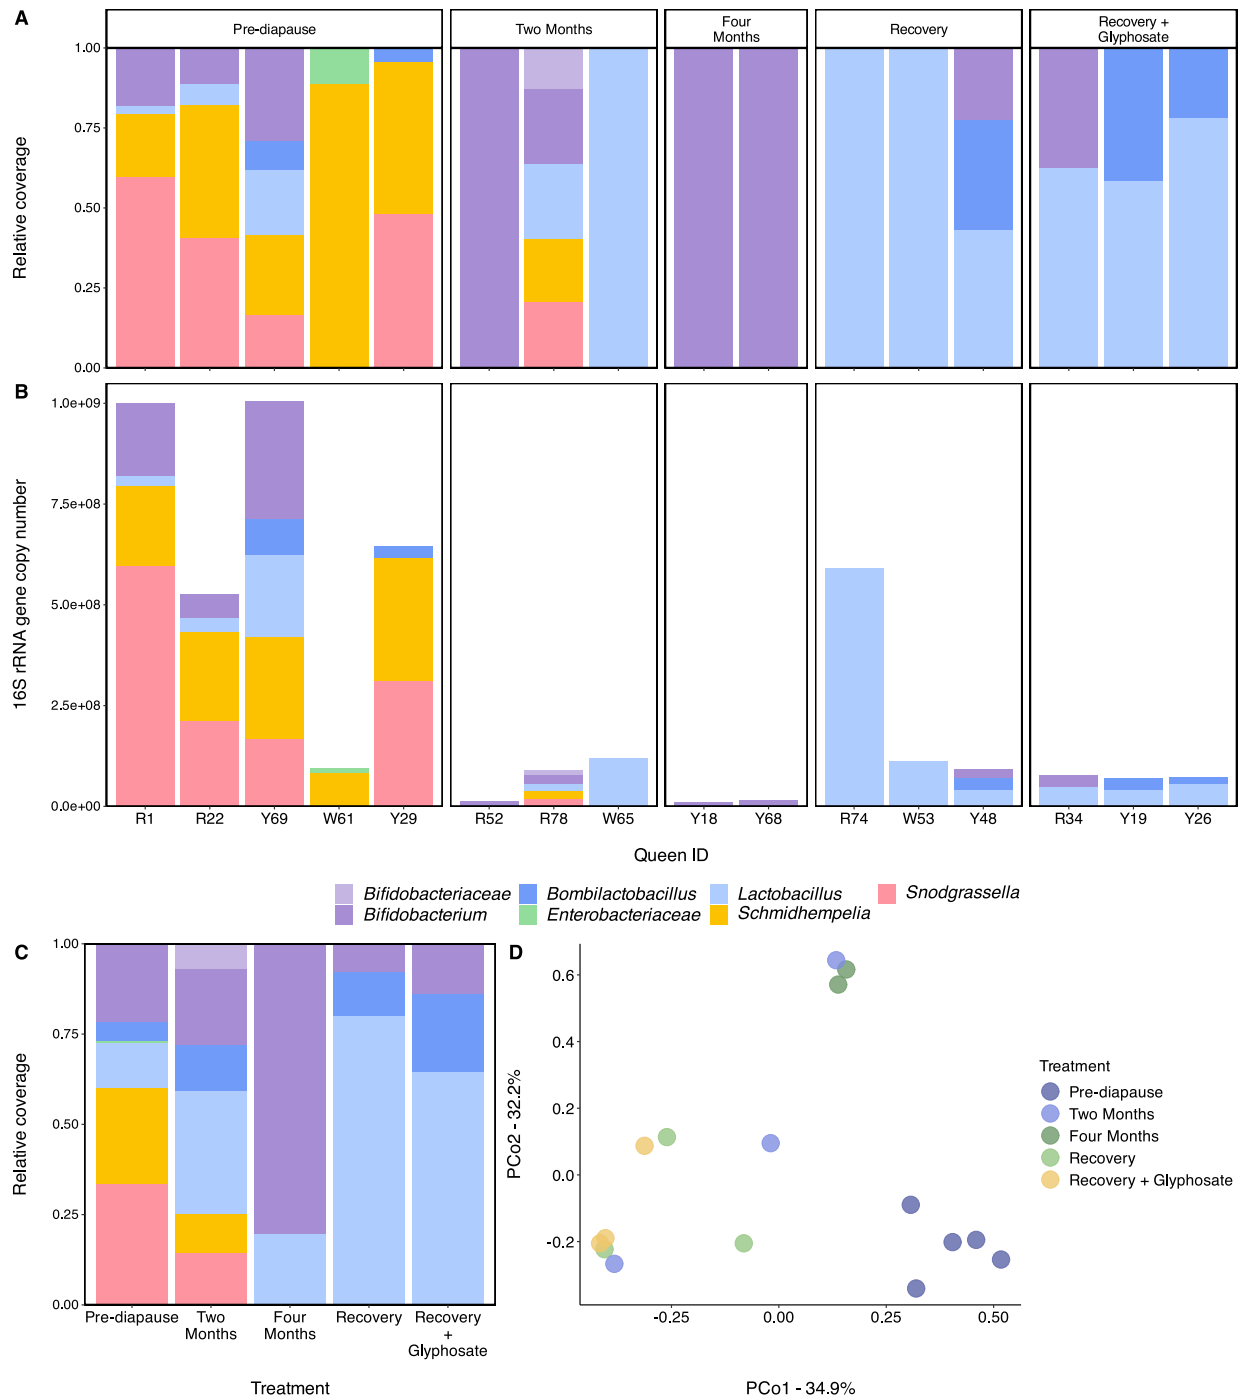 A
Pre-diapause
Two Months
Four
Months
Recovery
Recovery +
Glyphosate
Relative coverage
1.00
0.75
0.50
0.25
0.00
B
16S rRNA gene copy number
1.0e+09
7.5e+08
5.0e+08
2.5e+08
0.0e+00
R1 R22 Y69 W61 Y29 R52 R78 W65 Y18 Y68 R74 W53 Y48 R34 Y19 Y26
Queen ID
Bifidobacteriaceae Bombilactobacillus Lactobacillus Snodgrassella
Bifidobacterium Enterobacteriaceae Schmidhempelia
C
Relative coverage
1.00
0.75
0.50
0.25
0.00
Pre-diapause Two Four Recovery Recovery
Months Months +
Glyphosate
Treatment
D
PCo2 - 32.2%
0.6
0.4
0.2
0.0
-0.2
-0.25 0.00 0.25 0.50
PCo1 - 34.9%
Treatment
Pre-diapause
Two Months
Four Months
Recovery
Recovery + Glyphosate